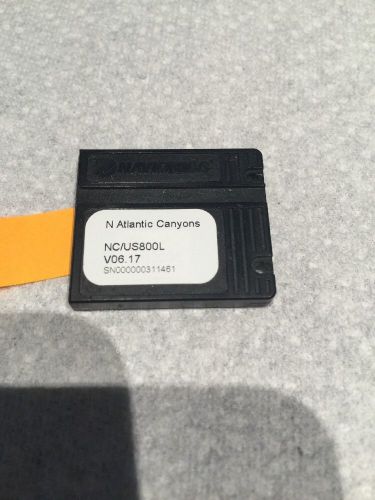 NAVIONICS
N Atlantic Canyons
NC/US800L
V06.17
SN000000311461